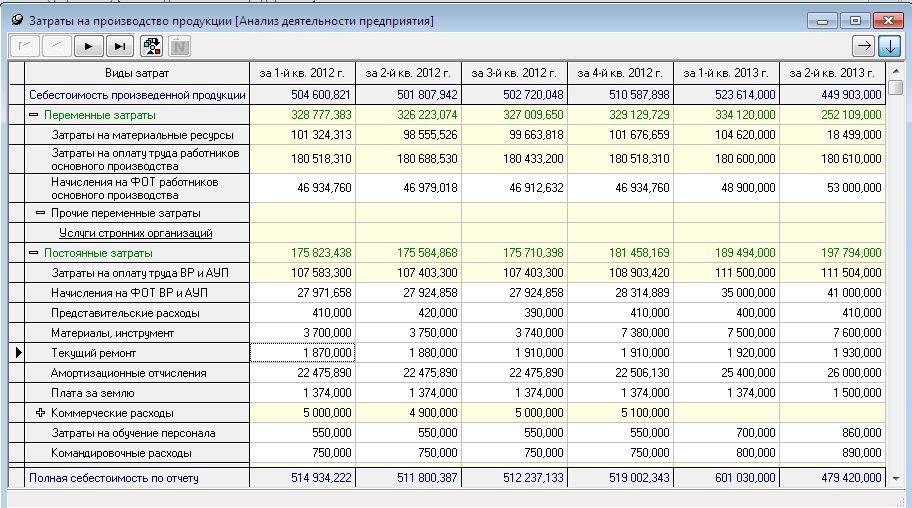 Затраты на производство продукции [Анализ деятельности предприятия]
Виды затрат за 1-й кв. 2012 г. за 2-й кв. 2012 г. за 3-й кв. 2012 г. за 4-й кв. 2012 г. за 1-й кв. 2013 г. за 2-й кв. 2013 г.
Себестоимость произведенной продукции 504 600,821 501 807,942 502 720,048 510 587,898 523 614,000 449 903,000
Переменные затраты 328 777,383 326 223,074 327 009,650 329 129,729 334 120,000 252 109,000
Затраты на материальные ресурсы 101 324,313 98 555,526 99 663,818 101 676,659 104 620,000 18 499,000
Затраты на оплату труда работников
основного производства 180 518,310 180 688,530 180 433,200 180 518,310 180 600,000 180 610,000
Начисления на ФОТ работников
основного производства 46 934,760 46 979,018 46 912,632 46 934,760 48 900,000 53 000,000
Прочие переменные затраты
Услуги стронних организаций
Постоянные затраты 175 823,438 175 584,868 175 710,398 181 458,169 189 494,000 197 794,000
Затраты на оплату труда ВР и АУП 107 583,300 107 403,300 107 403,300 108 903,420 111 500,000 111 504,000
Начисления на ФОТ ВР и АУП 27 971,658 27 924,858 27 924,858 28 314,889 35 000,000 41 000,000
Представительские расходы 410,000 420,000 390,000 410,000 410,000 400,000
Материалы, инструмент 3 700,000 3 750,000 3 740,000 7 380,000 7 500,000 7 600,000
Текущий ремонт 1 870,000 1 880,000 1 910,000 1 910,000 1 920,000 1 930,000
Амортизационные отчисления 22 475,890 22 475,890 22 475,890 22 506,130 25 400,000 26 000,000
Плата за землю 1 374,000 1 374,000 1 374,000 1 374,000 1 374,000 1 500,000
Коммерческие расходы 5 000,000 4 900,000 5 000,000 5 100,000
Затраты на обучение персонала 550,000 550,000 550,000 550,000 700,000 860,000
Командировочные расходы 750,000 750,000 750,000 750,000 800,000 890,000
Полная себестоимость по отчету 514 934,222 511 800,387 512 237,133 519 002,343 601 030,000 479 420,000